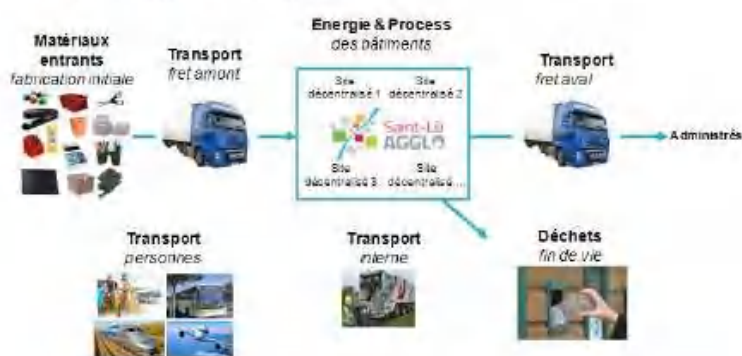 Energie & Process
des bâtiments
Matériaux
entrants
fabrication initiale
Transport
fret amont
Transport
fret aval
Site
décentralisé 1
Site
décentralisé 2
Saint-Lô
AGGLO
Site
décentralisé 3
Site
décentralisé ...
Administrés
Transport
personnes
Transport
interne
Déchets
fin de vie